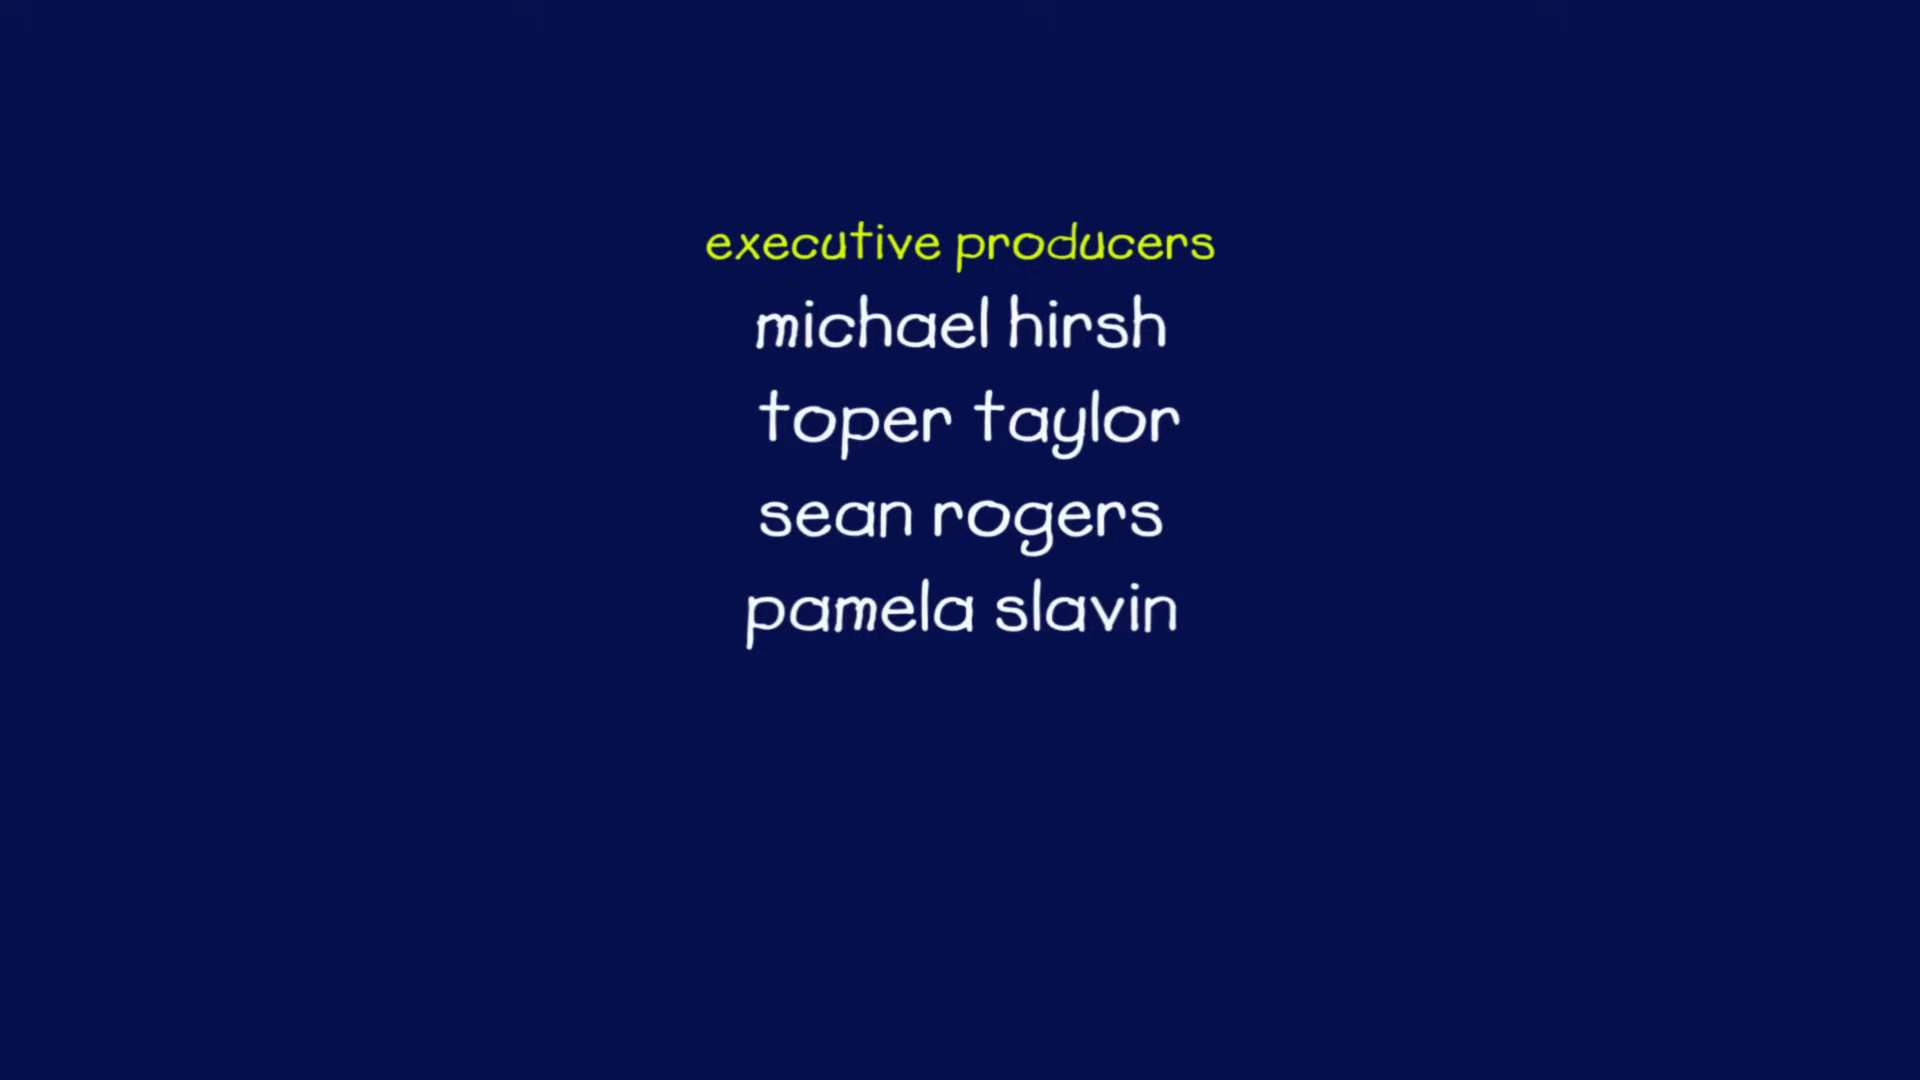 executive producers
michael hirsh
toper taylor
sean rogers
pamela slavin